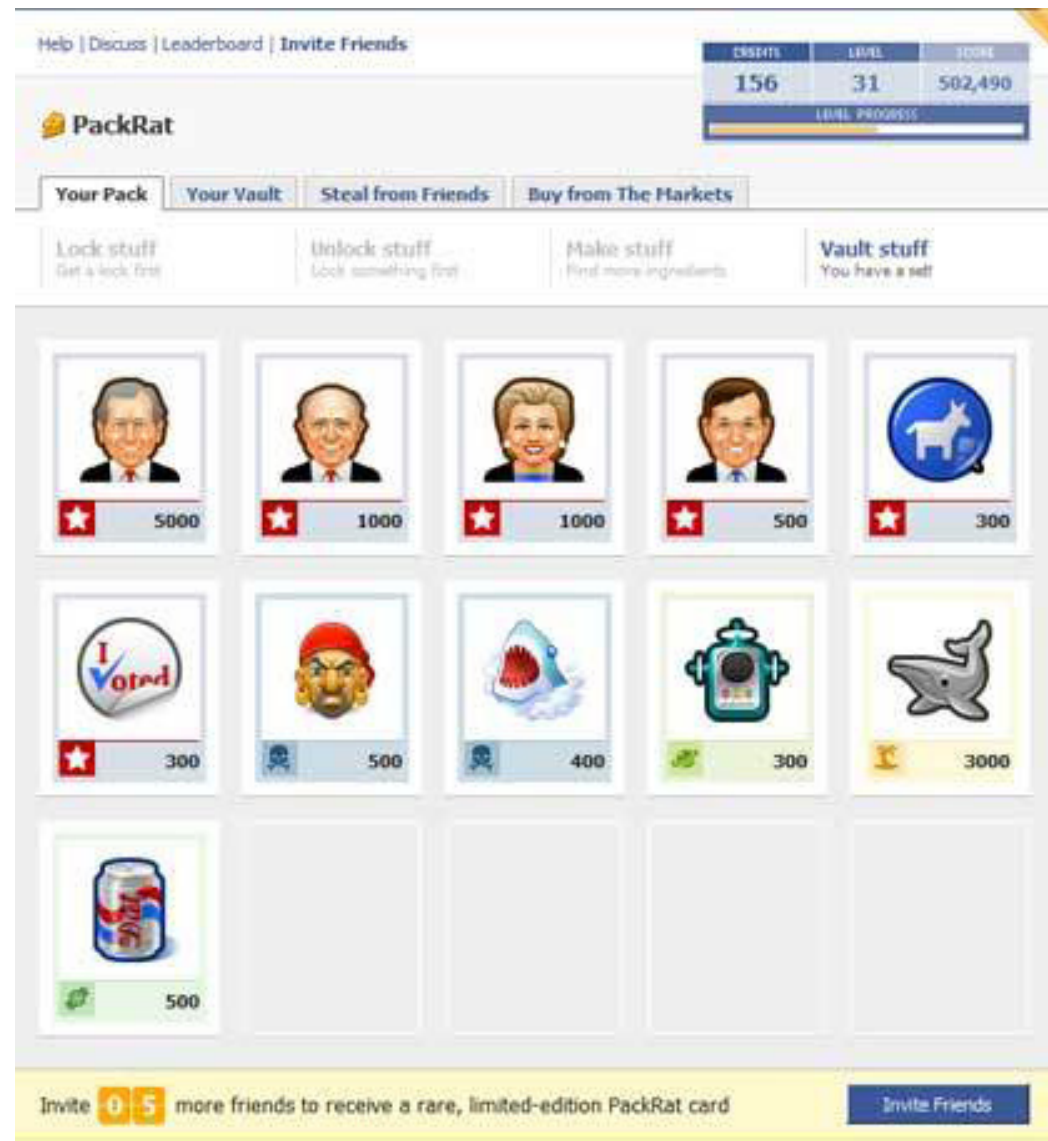 Help | Discuss | Leaderboard | Invite Friends
CREDITS LEVEL SCORE
156 31 502,490
LEVEL PROGRESS
PackRat
Your Pack Your Vault Steal from Friends Buy from The Markets
Lock stuff Unlock stuff Make stuff Vault stuff
Get a lock first Lock something first Find more ingredients You have a set!
5000 1000 1000 500 300
I Voted
300 500 400 300 3000
500
Invite 0 5 more friends to receive a rare, limited-edition PackRat card Invite Friends